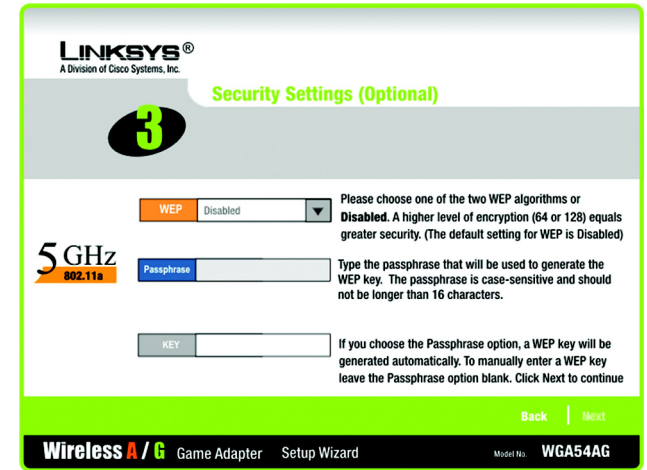 LINKSYS®
A Division of Cisco Systems, Inc.
Security Settings (Optional)
3
WEP
Disabled
Please choose one of the two WEP algorithms or
Disabled. A higher level of encryption (64 or 128) equals
greater security. (The default setting for WEP is Disabled)
5 GHz
802.11a
Passphrase
Type the passphrase that will be used to generate the
WEP key. The passphrase is case-sensitive and should
not be longer than 16 characters.
KEY
If you choose the Passphrase option, a WEP key will be
generated automatically. To manually enter a WEP key
leave the Passphrase option blank. Click Next to continue
Back
Next
Wireless A / G Game Adapter Setup Wizard
Model No. WGA54AG